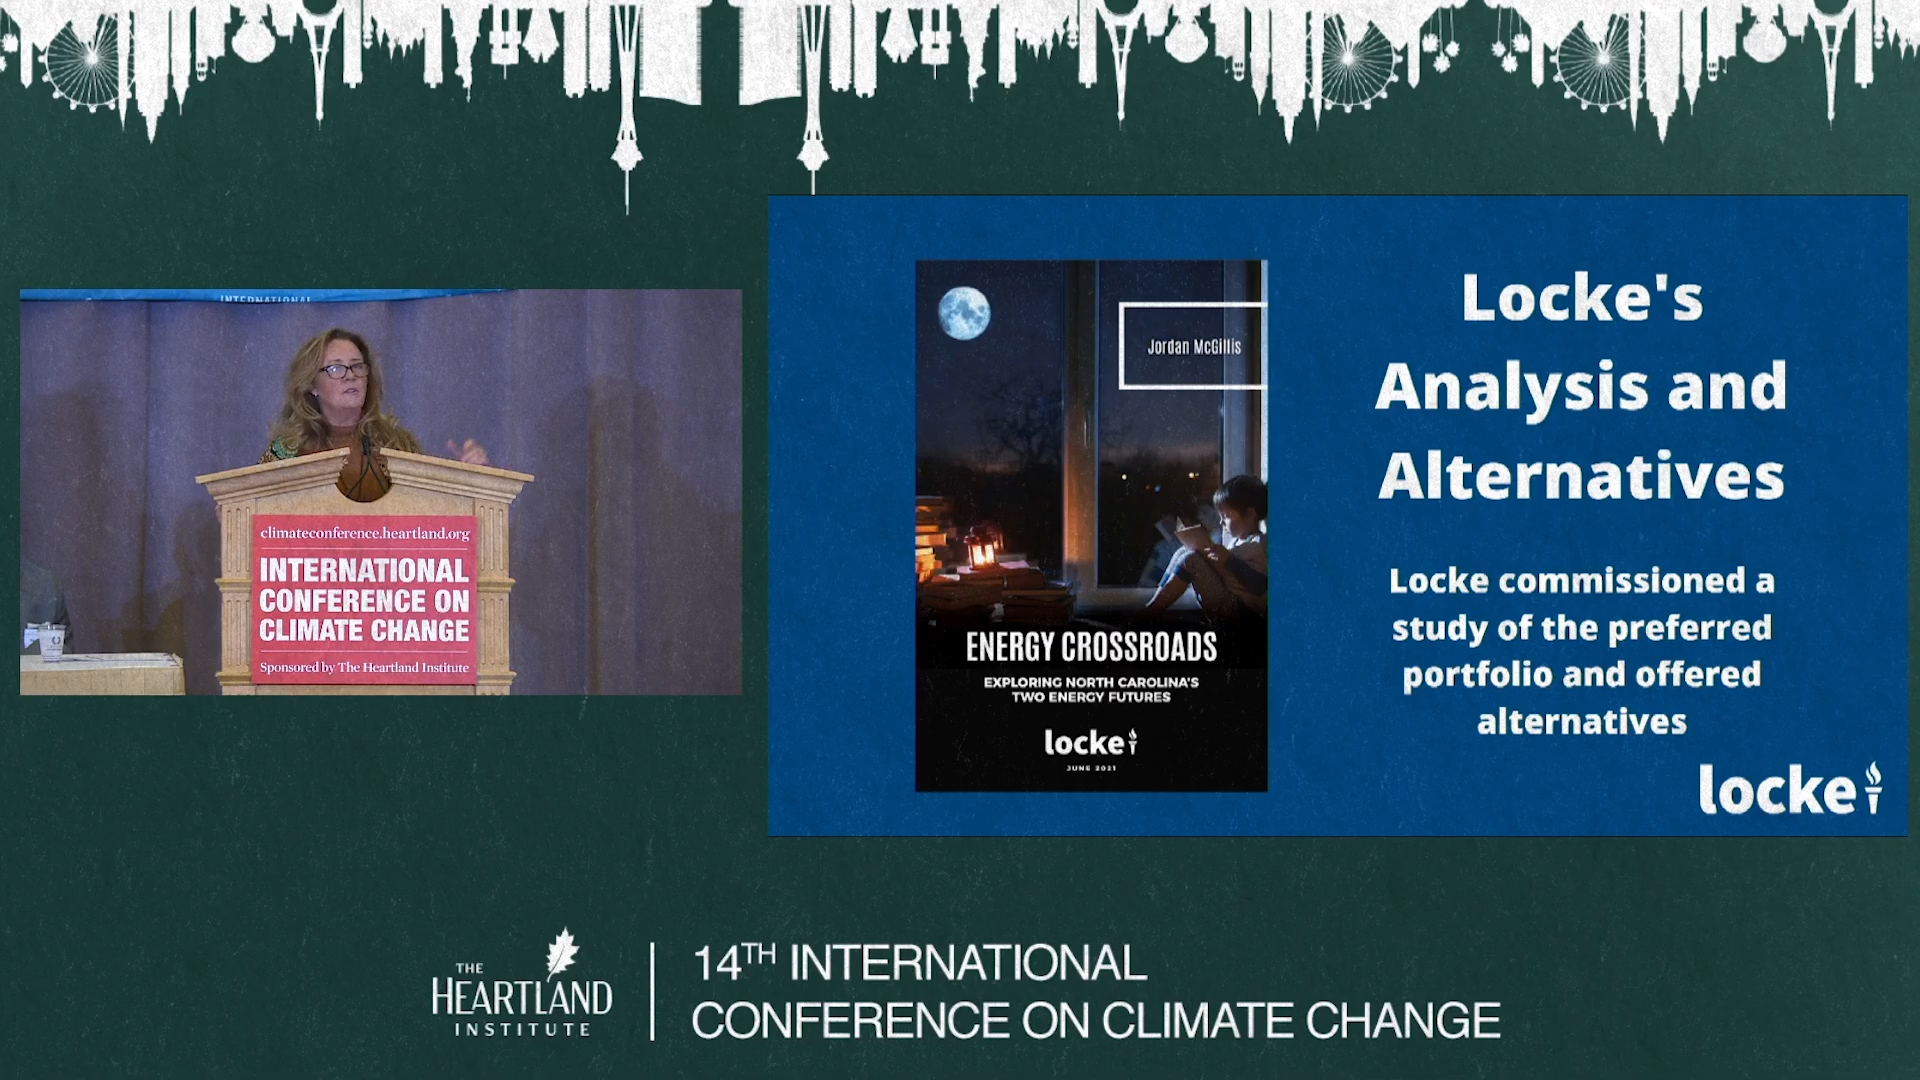 INTERNATIONAL
climateconference.heartland.org
INTERNATIONAL
CONFERENCE ON
CLIMATE CHANGE
Sponsored by The Heartland Institute
Jordan McGillis
ENERGY CROSSROADS
EXPLORING NORTH CAROLINA'S
TWO ENERGY FUTURES
locke
JUNE 2021
Locke's
Analysis and
Alternatives
Locke commissioned a
study of the preferred
portfolio and offered
alternatives
locke
THE
HEARTLAND
INSTITUTE
14TH INTERNATIONAL
CONFERENCE ON CLIMATE CHANGE